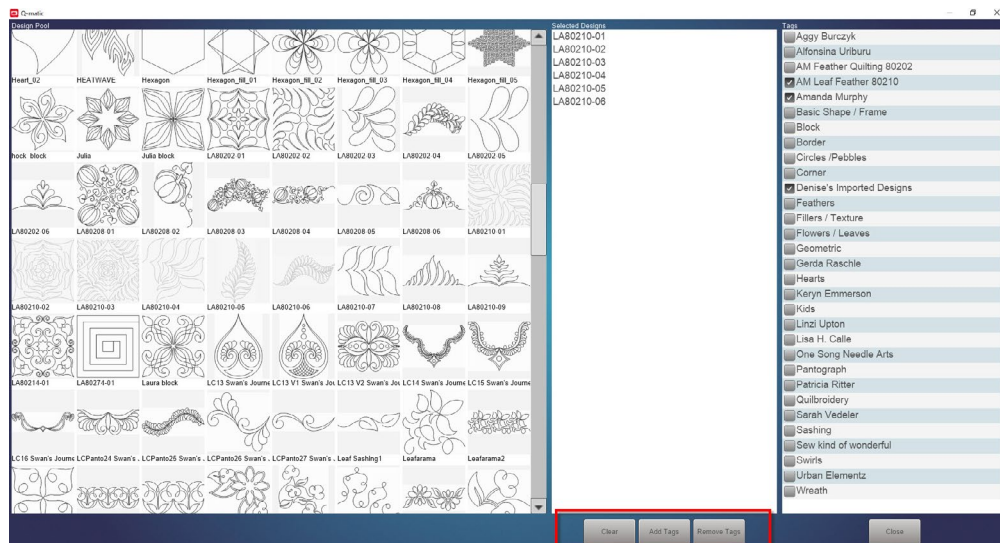 Q-matic
Design Pool
Selected Designs
Tags
Heart_02
HEATWAVE
Hexagon
Hexagon_fill_01
Hexagon_fill_02
Hexagon_fill_03
Hexagon_fill_04
Hexagon_fill_05
hock block
Julia
Julia block
LA80202 01
LA80202 02
LA80202 03
LA80202 04
LA80202 05
LA80202 06
LA80208 01
LA80208 02
LA80208 03
LA80208 04
LA80208 05
LA80208 06
LA80210 01
LA80210-02
LA80210-03
LA80210-04
LA80210-05
LA80210-06
LA80210-07
LA80210-08
LA80210-09
LA80214-01
LA80274-01
Laura block
LC13 Swan's Journe
LC13 V1 Swan's Jou
LC13 V2 Swan's Jou
LC14 Swan's Journe
LC15 Swan's Journe
LC16 Swan's Journe
LCPanto24 Swan's .
LCPanto25 Swan's .
LCPanto26 Swan's .
LCPanto27 Swan's .
Leaf Sashing1
Leafarama
Leafarama2
LA80210-01
LA80210-02
LA80210-03
LA80210-04
LA80210-05
LA80210-06
Aggy Burczyk
Alfonsina Uriburu
AM Feather Quilting 80202
AM Leaf Feather 80210
Amanda Murphy
Basic Shape / Frame
Block
Border
Circles /Pebbles
Corner
Denise's Imported Designs
Feathers
Fillers / Texture
Flowers / Leaves
Geometric
Gerda Raschle
Hearts
Keryn Emmerson
Kids
Linzi Upton
Lisa H. Calle
One Song Needle Arts
Pantograph
Patricia Ritter
Quilbroidery
Sarah Vedeler
Sashing
Sew kind of wonderful
Swirls
Urban Elementz
Wreath
Clear
Add Tags
Remove Tags
Close